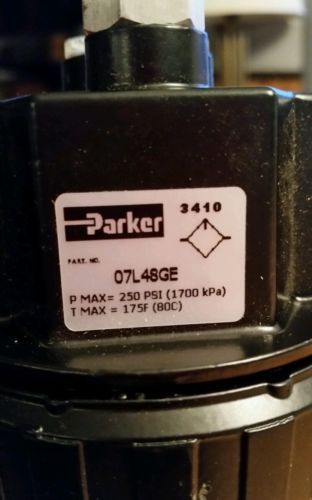 Parker
3410
PART. NO.
07L48GE
P MAX= 250 PSI (1700 kPa)
T MAX = 175F (80C)